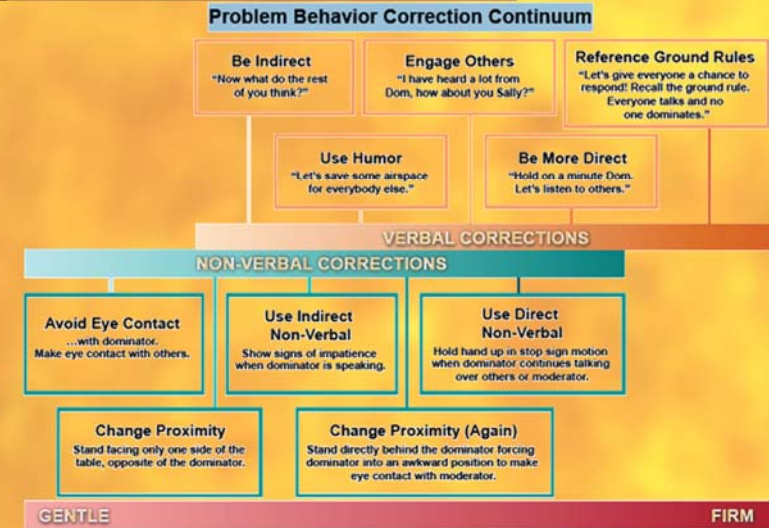 Problem Behavior Correction Continuum
Be Indirect
"Now what do the rest
of you think?"
Engage Others
"I have heard a lot from
Dom, how about you Sally?"
Reference Ground Rules
"Let's give everyone a chance to
respond! Recall the ground rule.
Everyone talks and no
one dominates."
Use Humor
"Let's save some airspace
for everybody else."
Be More Direct
"Hold on a minute Dom.
Let's listen to others."
VERBAL CORRECTIONS
NON-VERBAL CORRECTIONS
Avoid Eye Contact
...with dominator.
Make eye contact with others.
Use Indirect
Non-Verbal
Show signs of impatience
when dominator is speaking.
Use Direct
Non-Verbal
Hold hand up in stop sign motion
when dominator continues talking
over others or moderator.
Change Proximity
Stand facing only one side of the
table, opposite of the dominator.
Change Proximity (Again)
Stand directly behind the dominator forcing
dominator into an awkward position to make
eye contact with moderator.
GENTLE
FIRM